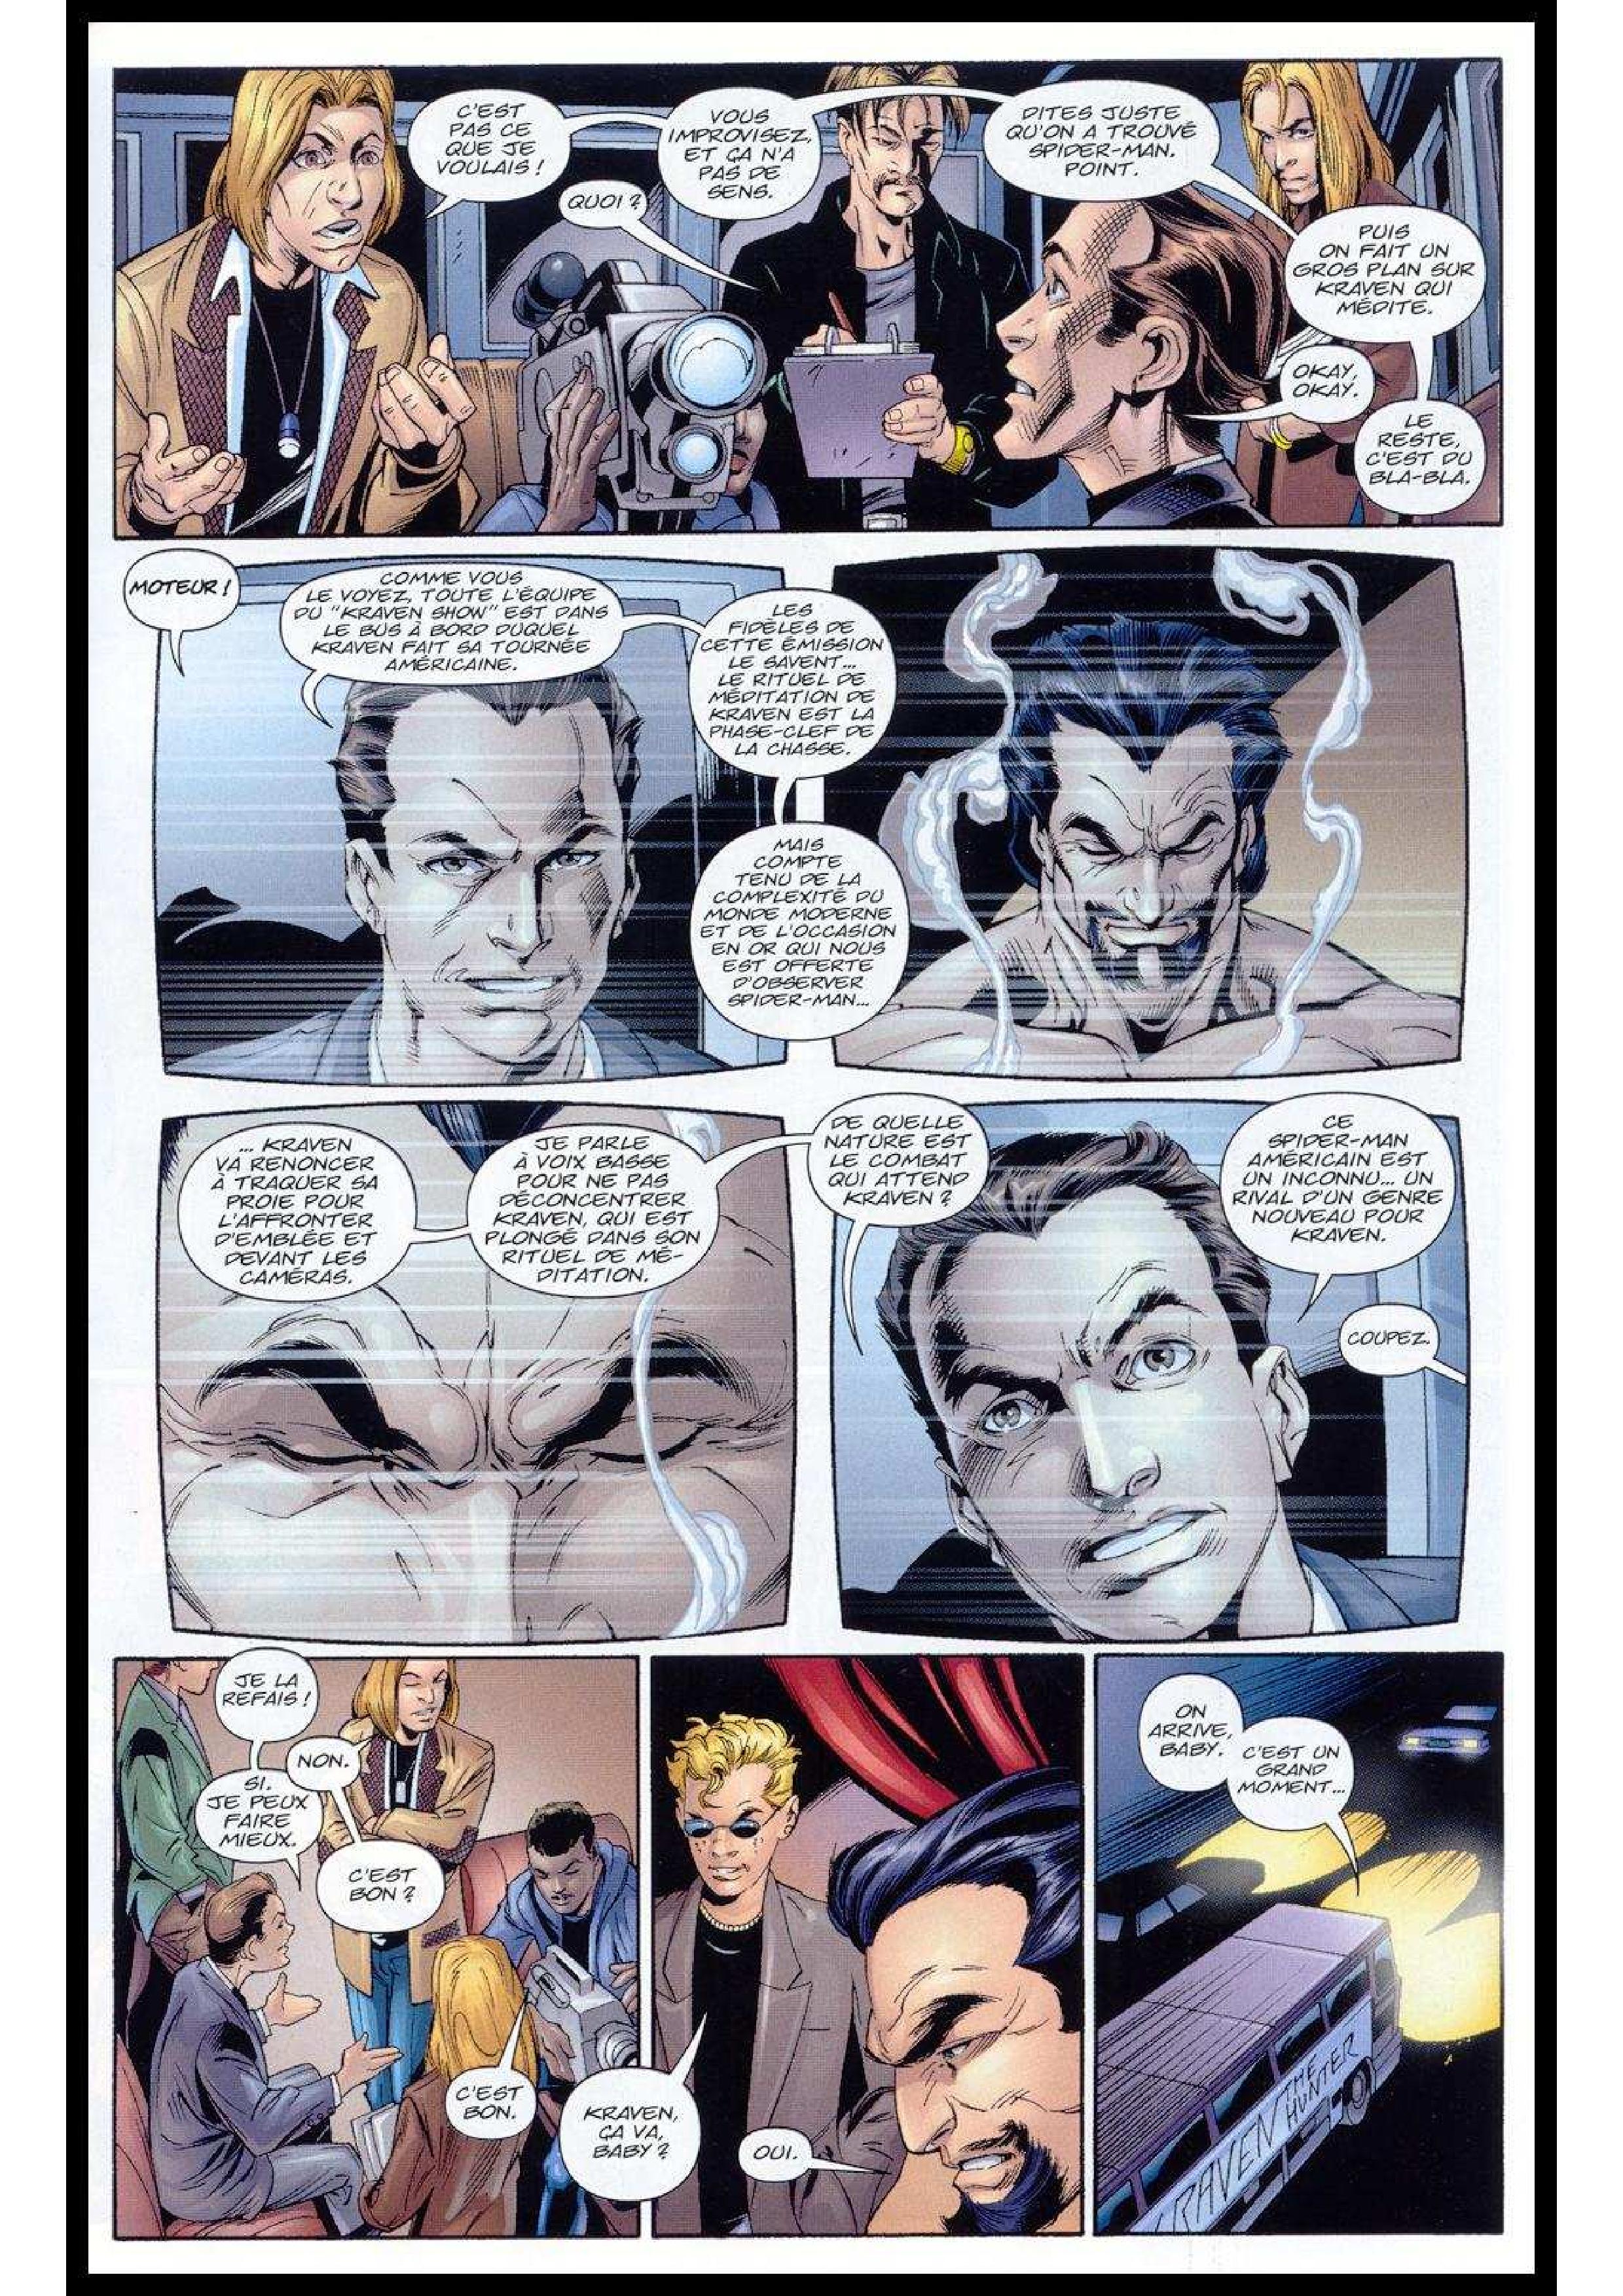 C'EST
PAS CE
QUE JE
VOULAIS !
QUOI ?
VOUS
IMPROVISEZ,
ET ÇA N'A
PAS DE
SENS.
DITES JUSTE
QU'ON A TROUVÉ
SPIDER-MAN.
POINT.
PUIS
ON FAIT UN
GROS PLAN SUR
KRAVEN QUI
MÉDITE.
OKAY,
OKAY.
LE
RESTE,
C'EST DU
BLA-BLA.
MOTEUR !
COMME VOUS
LE VOYEZ, TOUTE L'ÉQUIPE
DU "KRAVEN SHOW" EST DANS
LE BUS À BORD DUQUEL
KRAVEN FAIT SA TOURNÉE
AMÉRICAINE.
LES
FIDÈLES DE
CETTE ÉMISSION
LE SAVENT...
LE RITUEL DE
MÉDITATION DE
KRAVEN EST LA
PHASE-CLEF DE
LA CHASSE.
MAIS
COMPTE
TENU DE LA
COMPLEXITÉ DU
MONDE MODERNE
ET DE L'OCCASION
EN OR QUI NOUS
EST OFFERTE
D'OBSERVER
SPIDER-MAN...
... KRAVEN
VA RENONCER
À TRAQUER SA
PROIE POUR
L'AFFRONTER
D'EMBLÉE ET
DEVANT LES
CAMÉRAS.
JE PARLE
À VOIX BASSE
POUR NE PAS
DÉCONCENTRER
KRAVEN, QUI EST
PLONGÉ DANS SON
RITUEL DE MÉ-
DITATION.
DE QUELLE
NATURE EST
LE COMBAT
QUI ATTEND
KRAVEN ?
CE
SPIDER-MAN
AMÉRICAIN EST
UN INCONNU... UN
RIVAL D'UN GENRE
NOUVEAU POUR
KRAVEN.
COUPEZ.
JE LA
REFAIS !
NON.
SI.
JE PEUX
FAIRE
MIEUX.
C'EST
BON ?
C'EST
BON.
KRAVEN,
ÇA VA,
BABY ?
OUI.
ON
ARRIVE,
BABY.
C'EST UN
GRAND
MOMENT...
KRAVEN THE
HUNTER